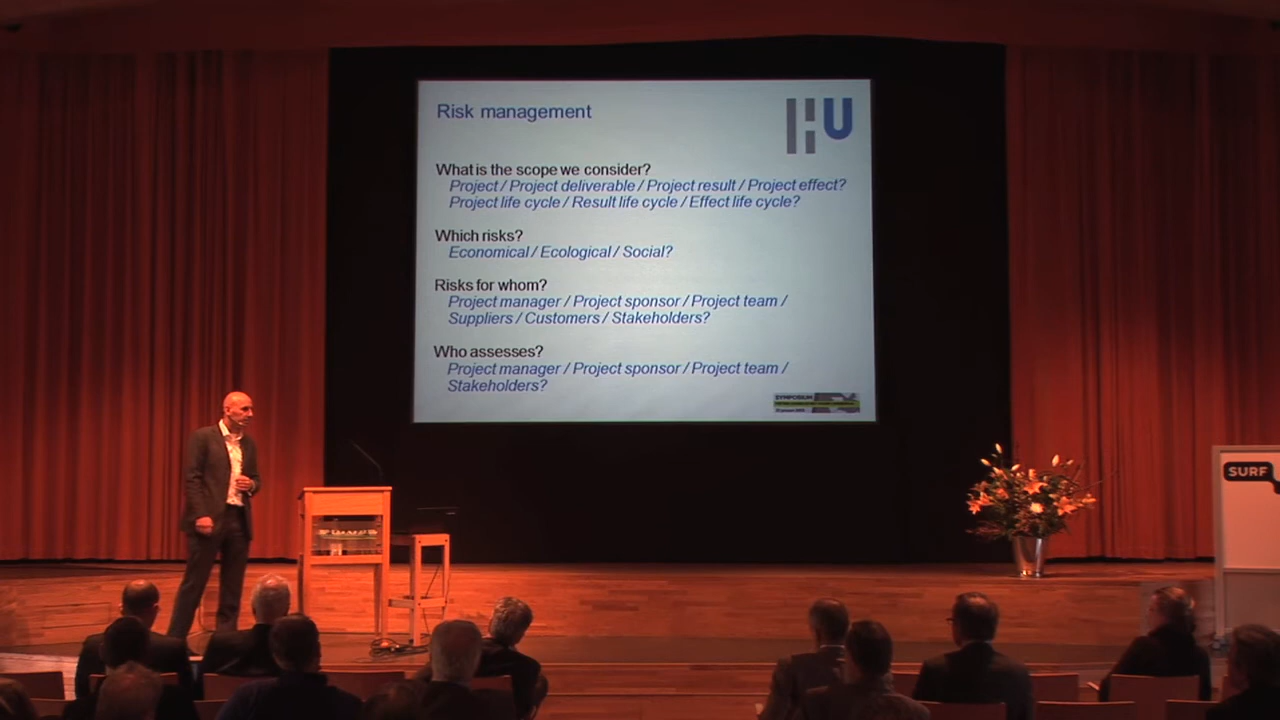 Risk management
HU
What is the scope we consider?
Project / Project deliverable / Project result / Project effect?
Project life cycle / Result life cycle / Effect life cycle?
Which risks?
Economical / Ecological / Social?
Risks for whom?
Project manager / Project sponsor / Project team /
Suppliers / Customers / Stakeholders?
Who assesses?
Project manager / Project sponsor / Project team /
Stakeholders?
SYMPOSIUM
SURF